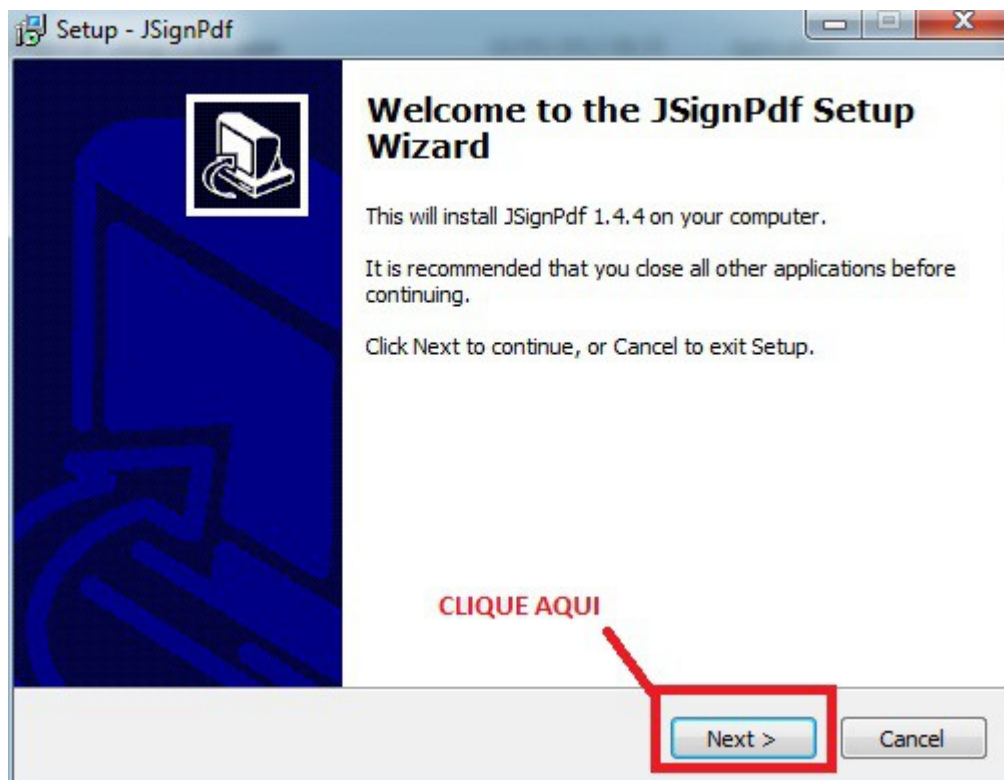 Setup - JSignPdf
Welcome to the JSignPdf Setup
Wizard
This will install JSignPdf 1.4.4 on your computer.
It is recommended that you close all other applications before
continuing.
Click Next to continue, or Cancel to exit Setup.
CLIQUE AQUI
Next >
Cancel